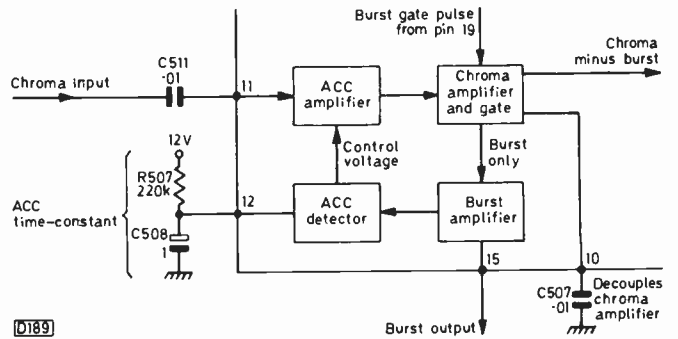 Burst gate pulse
from pin 19
Chroma
minus burst
C511
·01
Chroma input
11
ACC
amplifier
Chroma
amplifier
and gate
12V
Control
voltage
Burst
only
R507
220k
ACC
time-constant
12
ACC
detector
Burst
amplifier
C508
1
15
10
C507
·01
Decouples
chroma
amplifier
D189
Burst output